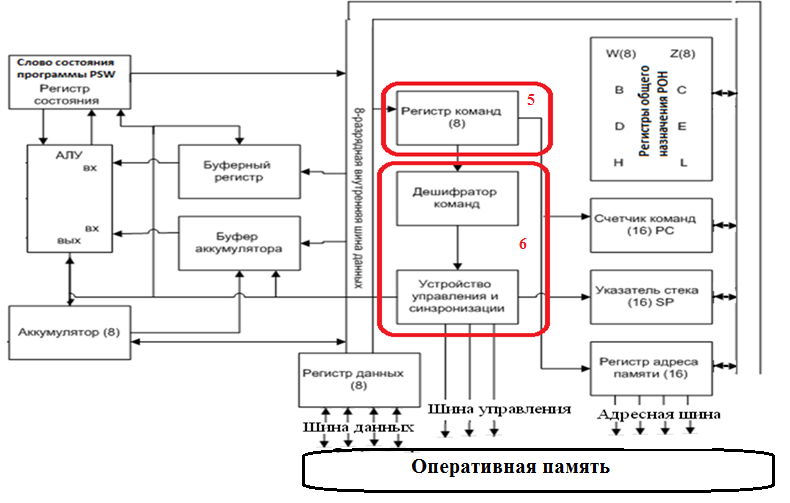 Слово состояния
программы PSW
Регистр
состояния
АЛУ
вх
вх
вых
Буферный
регистр
Буфер
аккумулятора
Аккумулятор (8)
8-разрядная внутренняя шина данных
Регистр команд
(8)
5
Дешифратор
команд
6
Устройство
управления и
синхронизации
W(8) Z(8)
B C
D E
H L
Регистры общего
назначения РОН
Счетчик команд
(16) PC
Указатель стека
(16) SP
Регистр адреса
памяти (16)
Регистр данных
(8)
Шина данных
Шина управления
Адресная шина
Оперативная память